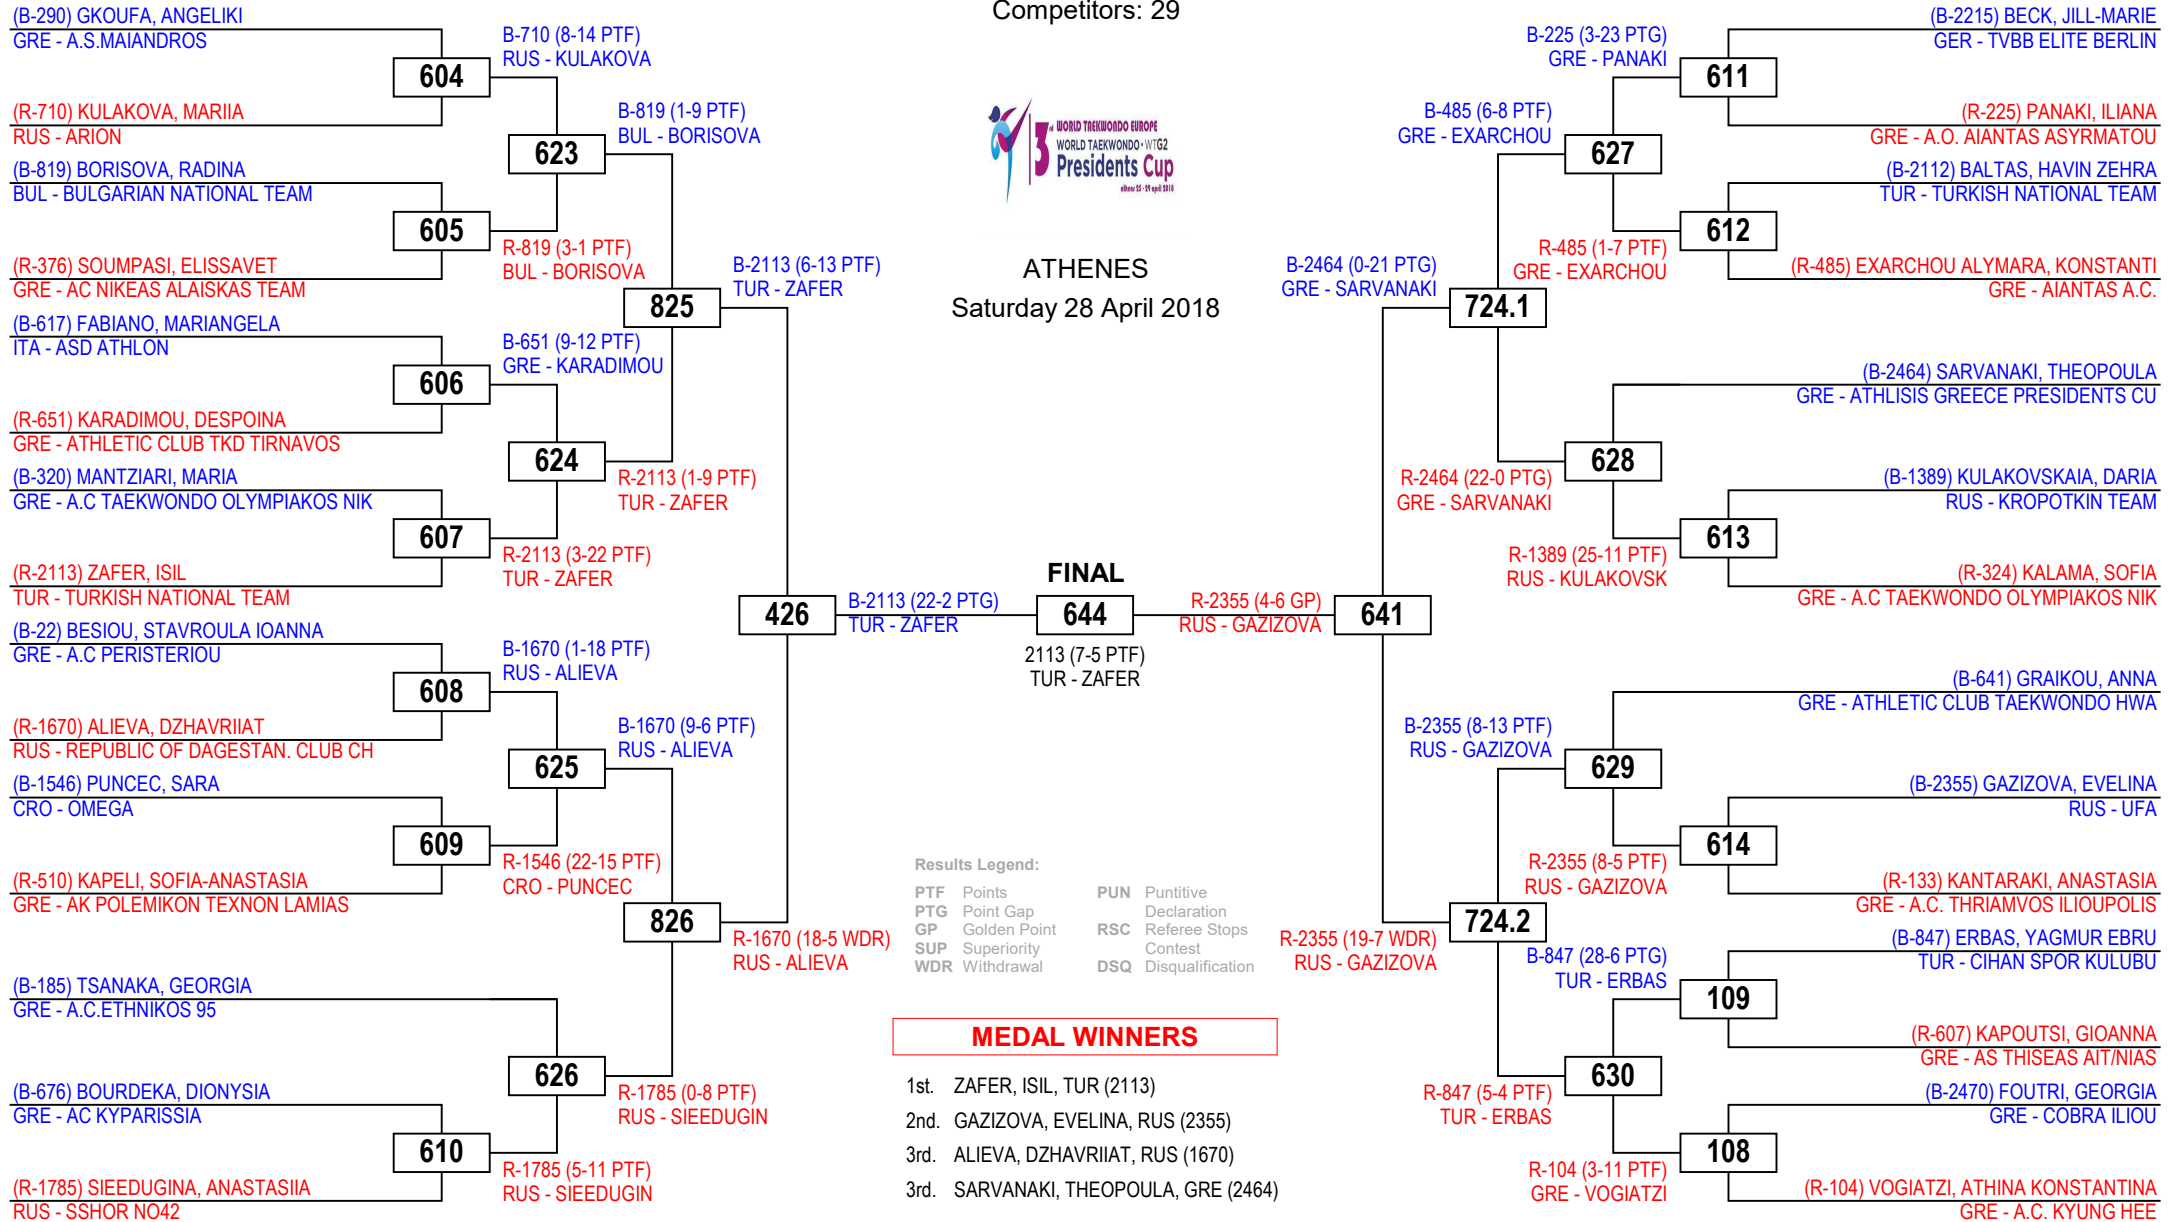 Competitors: 29
3rd WORLD TAEKWONDO EUROPE
WORLD TAEKWONDO • WTG2
Presidents Cup
athens 25 - 29 april 2018
ATHENES
Saturday 28 April 2018
(B-290) GKOUFA, ANGELIKI
GRE - A.S.MAIANDROS
604
(R-710) KULAKOVA, MARIIA
RUS - ARION
(B-819) BORISOVA, RADINA
BUL - BULGARIAN NATIONAL TEAM
605
(R-376) SOUMPASI, ELISSAVET
GRE - AC NIKEAS ALAISKAS TEAM
(B-617) FABIANO, MARIANGELA
ITA - ASD ATHLON
606
(R-651) KARADIMOU, DESPOINA
GRE - ATHLETIC CLUB TKD TIRNAVOS
(B-320) MANTZIARI, MARIA
GRE - A.C TAEKWONDO OLYMPIAKOS NIK
607
(R-2113) ZAFER, ISIL
TUR - TURKISH NATIONAL TEAM
(B-22) BESIOU, STAVROULA IOANNA
GRE - A.C PERISTERIOU
608
(R-1670) ALIEVA, DZHAVRIIAT
RUS - REPUBLIC OF DAGESTAN. CLUB CH
(B-1546) PUNCEC, SARA
CRO - OMEGA
609
(R-510) KAPELI, SOFIA-ANASTASIA
GRE - AK POLEMIKON TEXNON LAMIAS
(B-185) TSANAKA, GEORGIA
GRE - A.C.ETHNIKOS 95
(B-676) BOURDEKA, DIONYSIA
GRE - AC KYPARISSIA
610
(R-1785) SIEEDUGINA, ANASTASIIA
RUS - SSHOR NO42
B-710 (8-14 PTF)
RUS - KULAKOVA
623
R-819 (3-1 PTF)
BUL - BORISOVA
B-651 (9-12 PTF)
GRE - KARADIMOU
624
R-2113 (3-22 PTF)
TUR - ZAFER
B-1670 (1-18 PTF)
RUS - ALIEVA
625
R-1546 (22-15 PTF)
CRO - PUNCEC
626
R-1785 (5-11 PTF)
RUS - SIEEDUGIN
B-819 (1-9 PTF)
BUL - BORISOVA
825
R-2113 (1-9 PTF)
TUR - ZAFER
B-1670 (9-6 PTF)
RUS - ALIEVA
826
R-1785 (0-8 PTF)
RUS - SIEEDUGIN
B-2113 (6-13 PTF)
TUR - ZAFER
426
R-1670 (18-5 WDR)
RUS - ALIEVA
B-2113 (22-2 PTG)
TUR - ZAFER
FINAL
644
2113 (7-5 PTF)
TUR - ZAFER
R-2355 (4-6 GP)
RUS - GAZIZOVA
641
B-2464 (0-21 PTG)
GRE - SARVANAKI
R-2355 (19-7 WDR)
RUS - GAZIZOVA
B-485 (6-8 PTF)
GRE - EXARCHOU
724.1
R-2464 (22-0 PTG)
GRE - SARVANAKI
B-2355 (8-13 PTF)
RUS - GAZIZOVA
724.2
R-847 (5-4 PTF)
TUR - ERBAS
B-225 (3-23 PTG)
GRE - PANAKI
627
R-485 (1-7 PTF)
GRE - EXARCHOU
628
R-1389 (25-11 PTF)
RUS - KULAKOVSK
629
R-2355 (8-5 PTF)
RUS - GAZIZOVA
B-847 (28-6 PTG)
TUR - ERBAS
630
R-104 (3-11 PTF)
GRE - VOGIATZI
(B-2215) BECK, JILL-MARIE
GER - TVBB ELITE BERLIN
611
(R-225) PANAKI, ILIANA
GRE - A.O. AIANTAS ASYRMATOU
(B-2112) BALTAS, HAVIN ZEHRA
TUR - TURKISH NATIONAL TEAM
612
(R-485) EXARCHOU ALYMARA, KONSTANTI
GRE - AIANTAS A.C.
(B-2464) SARVANAKI, THEOPOULA
GRE - ATHLISIS GREECE PRESIDENTS CU
(B-1389) KULAKOVSKAIA, DARIA
RUS - KROPOTKIN TEAM
613
(R-324) KALAMA, SOFIA
GRE - A.C TAEKWONDO OLYMPIAKOS NIK
(B-641) GRAIKOU, ANNA
GRE - ATHLETIC CLUB TAEKWONDO HWA
(B-2355) GAZIZOVA, EVELINA
RUS - UFA
614
(R-133) KANTARAKI, ANASTASIA
GRE - A.C. THRIAMVOS ILIOUPOLIS
(B-847) ERBAS, YAGMUR EBRU
TUR - CIHAN SPOR KULUBU
109
(R-607) KAPOUTSI, GIOANNA
GRE - AS THISEAS AIT/NIAS
(B-2470) FOUTRI, GEORGIA
GRE - COBRA ILIOU
108
(R-104) VOGIATZI, ATHINA KONSTANTINA
GRE - A.C. KYUNG HEE
Results Legend:
PTF Points
PTG Point Gap
GP Golden Point
SUP Superiority
WDR Withdrawal
PUN Puntitive
Declaration
RSC Referee Stops
Contest
DSQ Disqualification
MEDAL WINNERS
1st. ZAFER, ISIL, TUR (2113)
2nd. GAZIZOVA, EVELINA, RUS (2355)
3rd. ALIEVA, DZHAVRIIAT, RUS (1670)
3rd. SARVANAKI, THEOPOULA, GRE (2464)